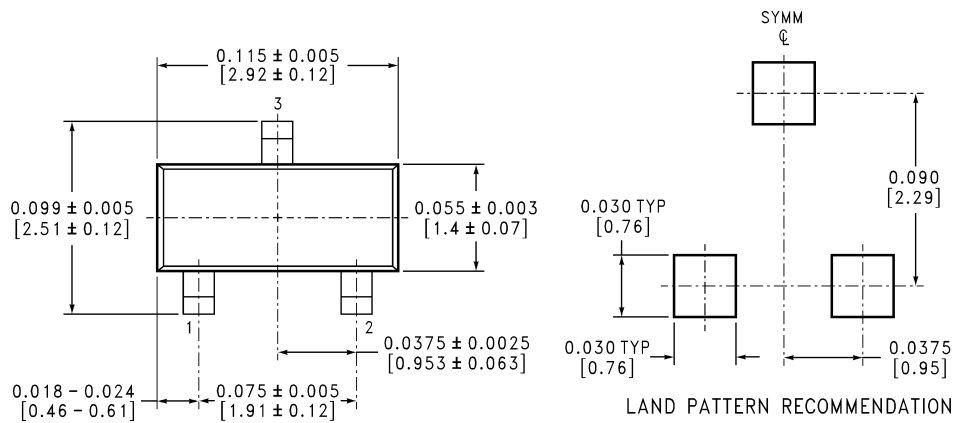 0.115 ± 0.005
[2.92 ± 0.12]
3
0.099 ± 0.005
[2.51 ± 0.12]
0.055 ± 0.003
[1.4 ± 0.07]
1
2
0.0375 ± 0.0025
[0.953 ± 0.063]
0.018 - 0.024
[0.46 - 0.61]
0.075 ± 0.005
[1.91 ± 0.12]
SYMM
℄
0.090
[2.29]
0.030 TYP
[0.76]
0.030 TYP
[0.76]
0.0375
[0.95]
LAND PATTERN RECOMMENDATION